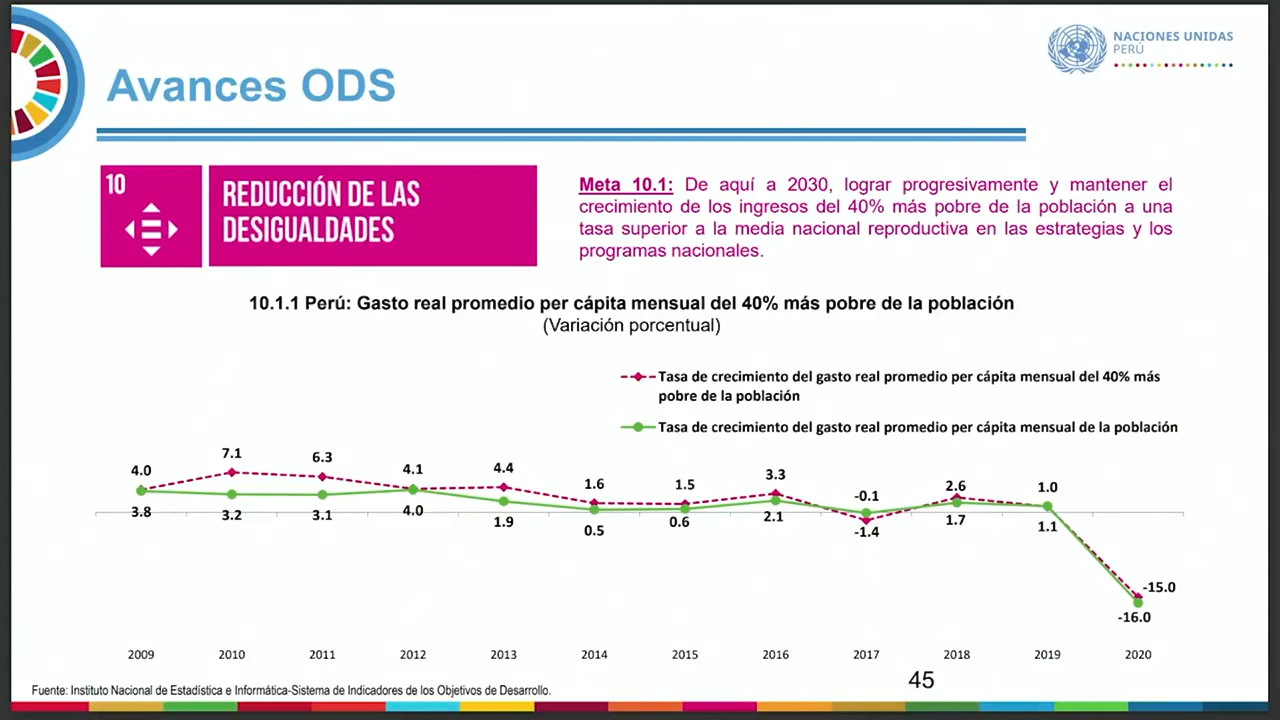 NACIONES UNIDAS
PERÚ
Avances ODS
10
REDUCCIÓN DE LAS
DESIGUALDADES
Meta 10.1: De aquí a 2030, lograr progresivamente y mantener el
crecimiento de los ingresos del 40% más pobre de la población a una
tasa superior a la media nacional reproductiva en las estrategias y los
programas nacionales.
10.1.1 Perú: Gasto real promedio per cápita mensual del 40% más pobre de la población
(Variación porcentual)
Tasa de crecimiento del gasto real promedio per cápita mensual del 40% más
pobre de la población
Tasa de crecimiento del gasto real promedio per cápita mensual de la población
4.0 7.1 6.3 4.1 4.4 1.6 1.5 3.3 -0.1 2.6 1.0
3.8 3.2 3.1 4.0 1.9 0.5 0.6 2.1 -1.4 1.7 1.1
-15.0
-16.0
2009 2010 2011 2012 2013 2014 2015 2016 2017 2018 2019 2020
45
Fuente: Instituto Nacional de Estadística e Informática-Sistema de Indicadores de los Objetivos de Desarrollo.